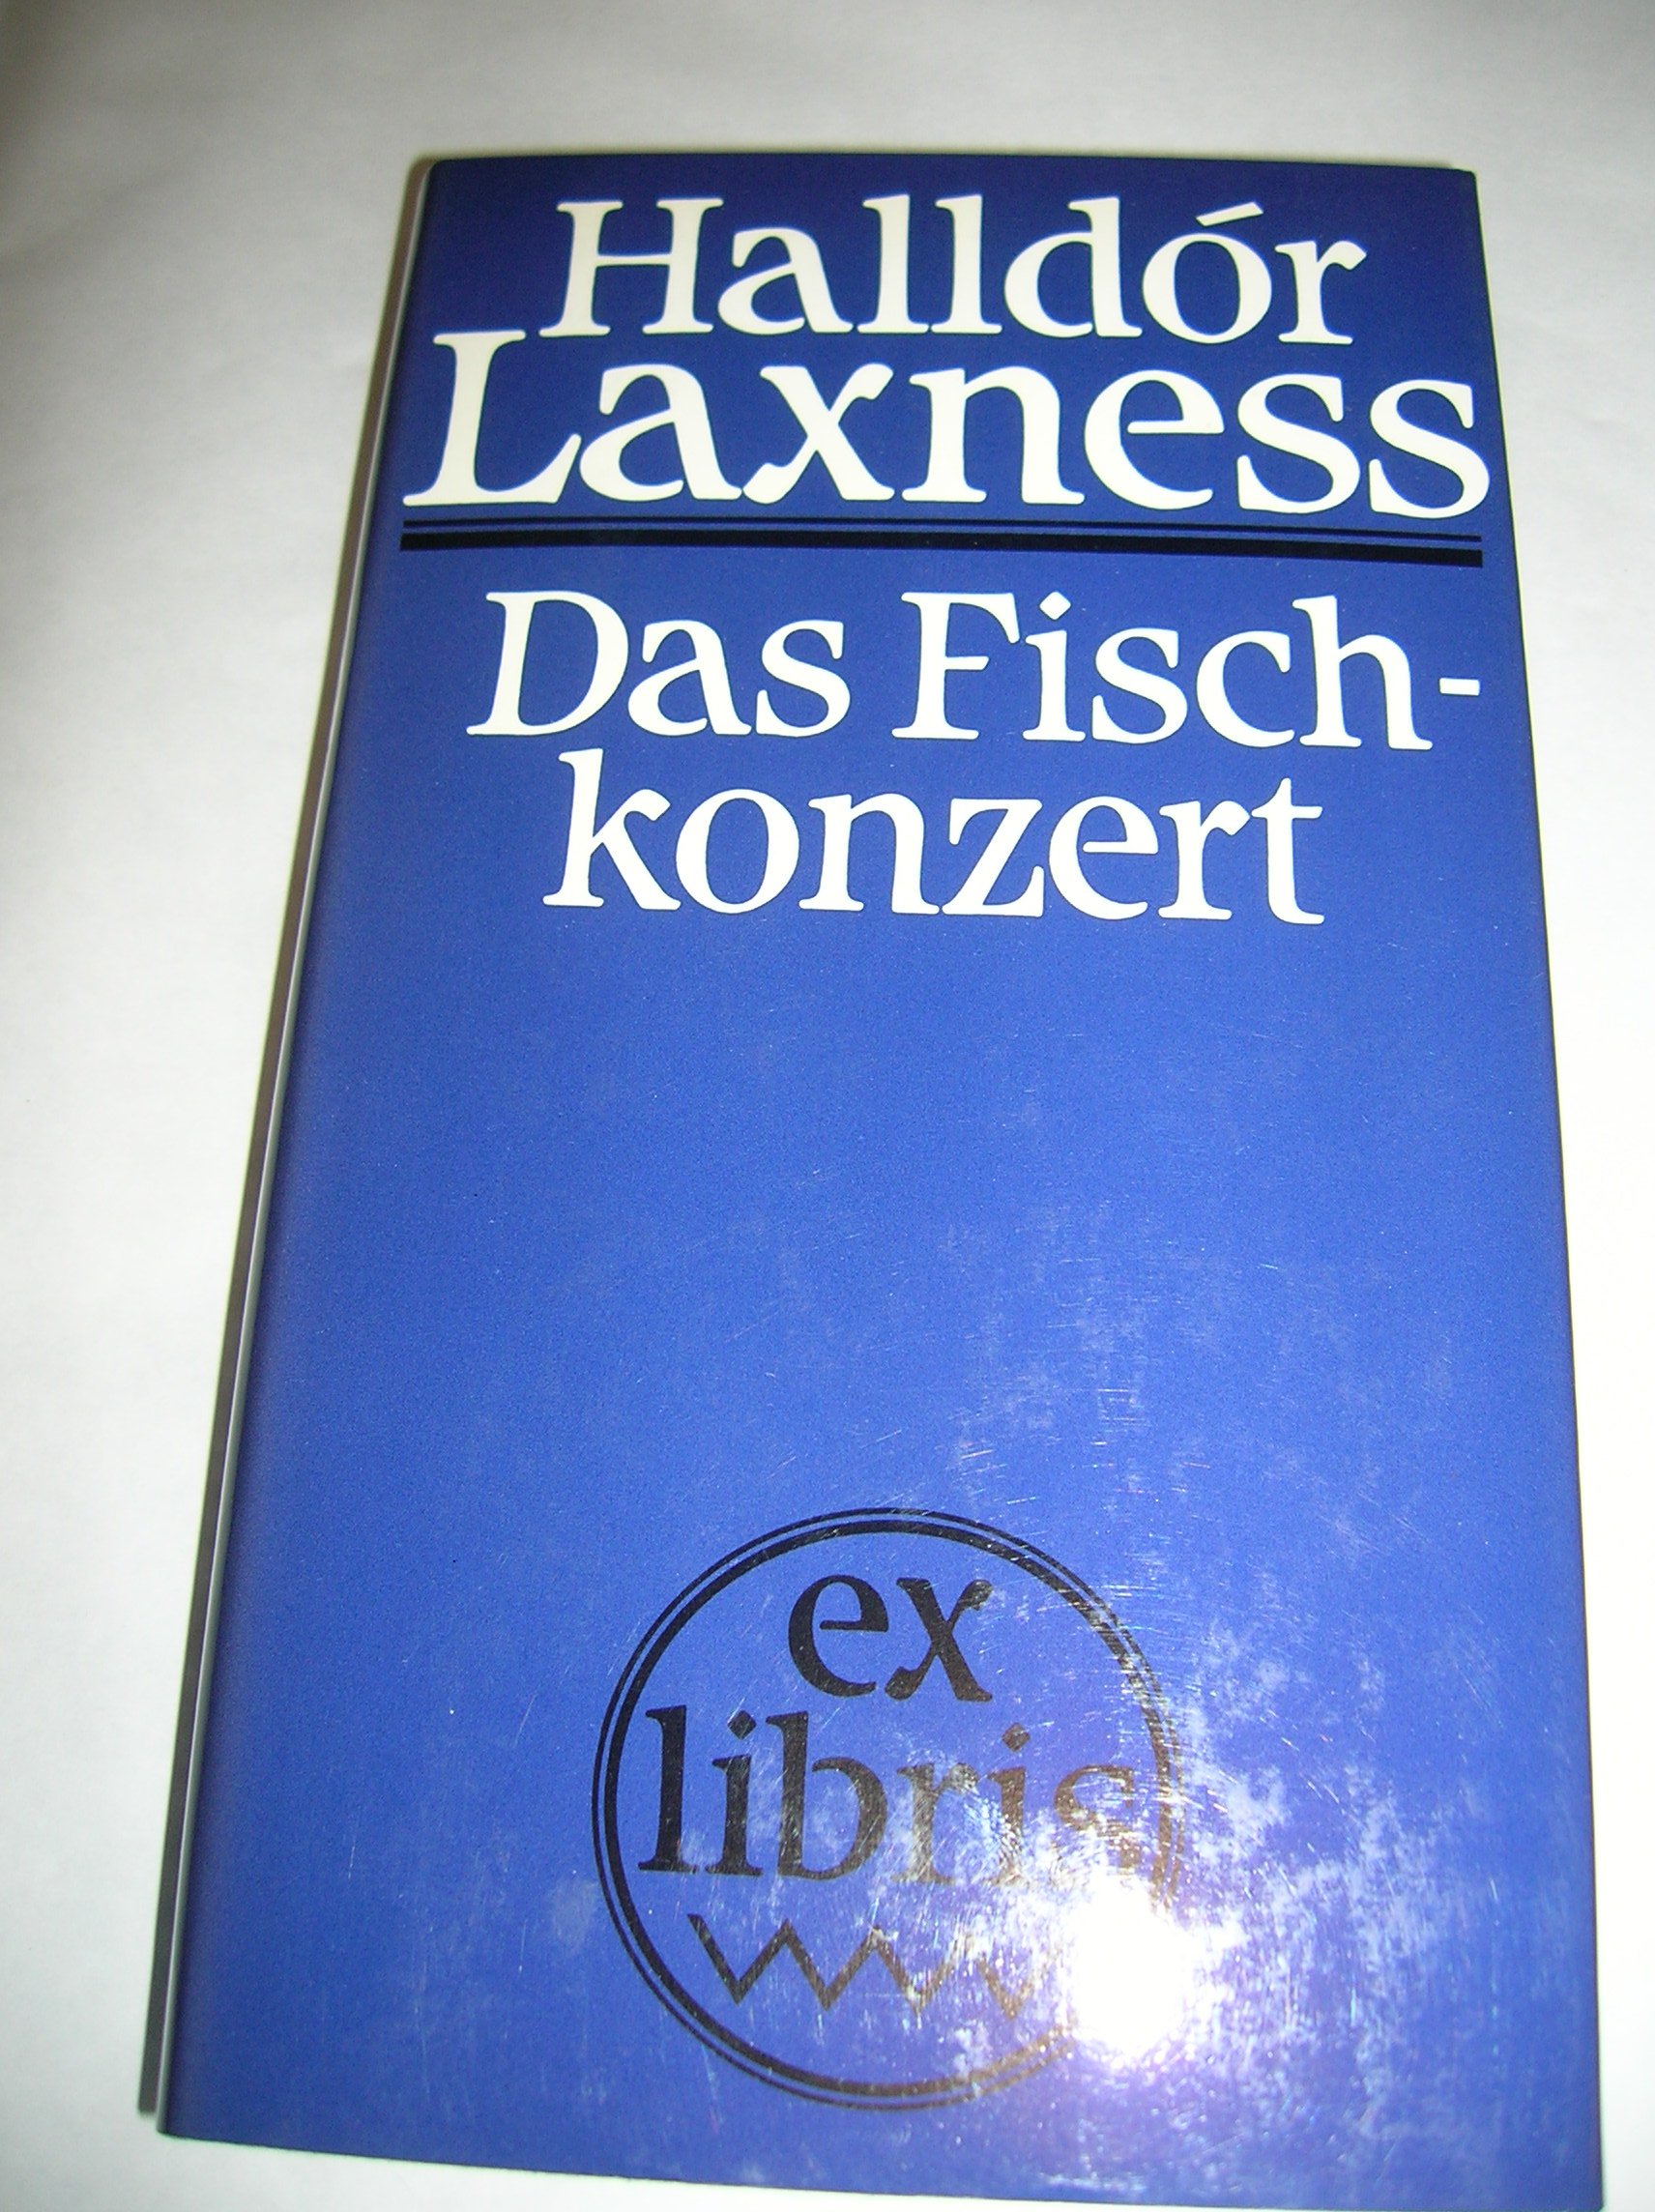 Halldór
Laxness
Das Fisch-
konzert
ex
libris